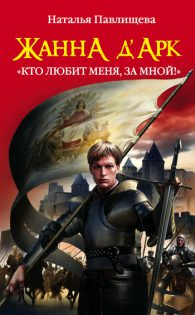 Наталья Павлищева
ЖАННА Д'АРК
«КТО ЛЮБИТ МЕНЯ, ЗА МНОЙ!»